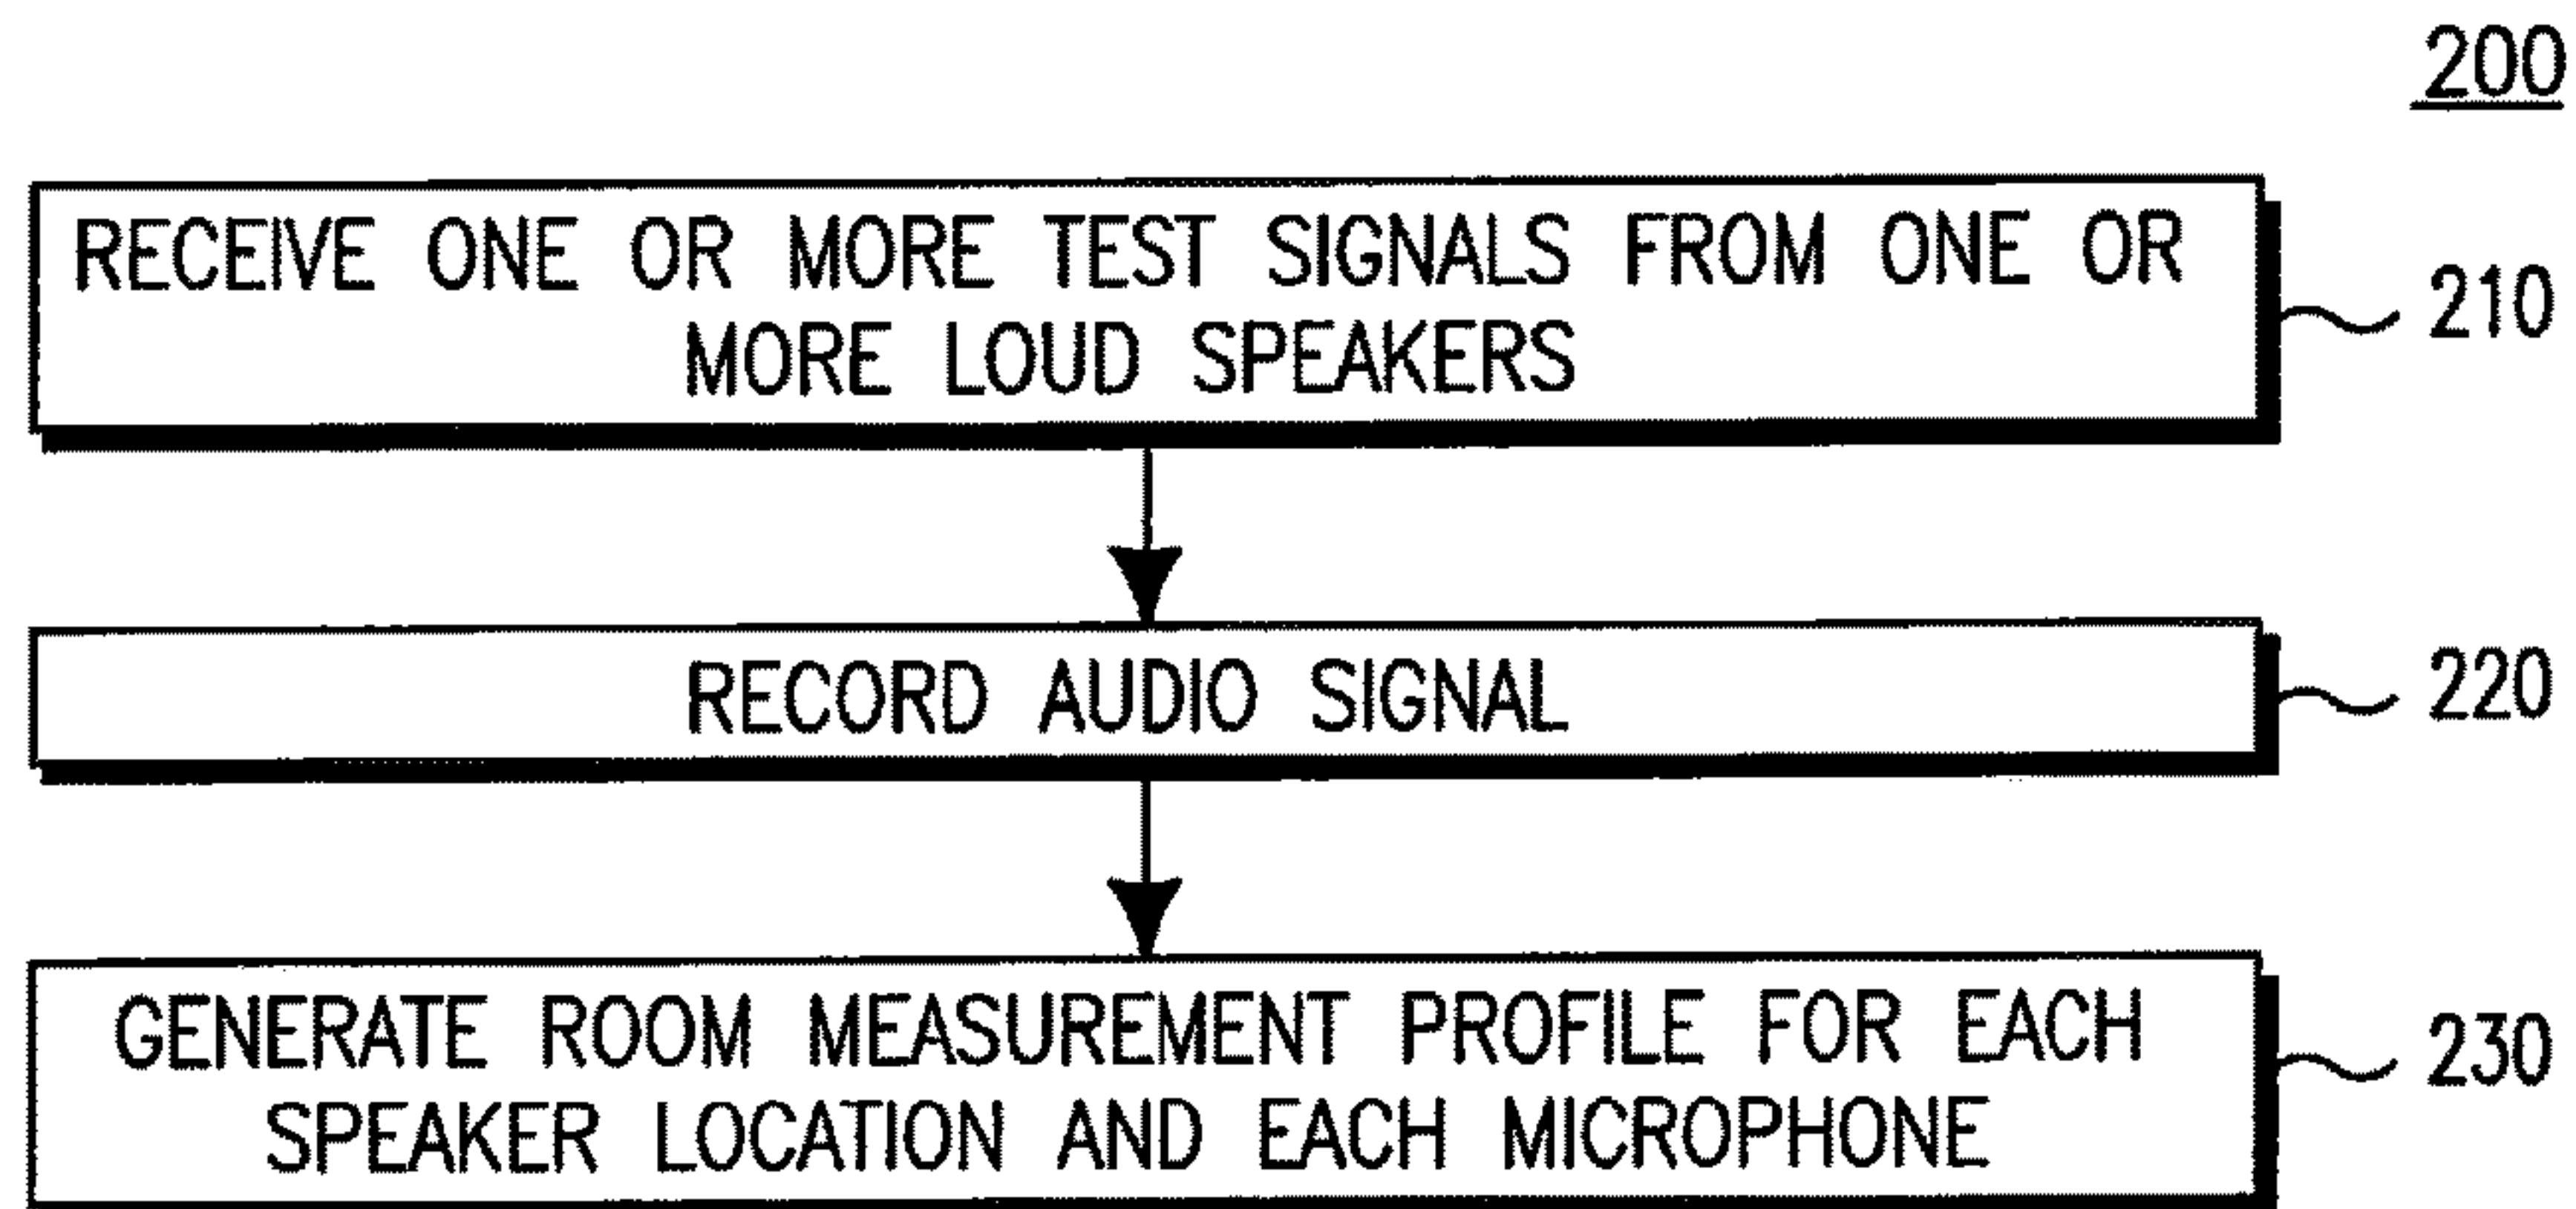 200
RECEIVE ONE OR MORE TEST SIGNALS FROM ONE OR
MORE LOUD SPEAKERS
210
RECORD AUDIO SIGNAL
220
GENERATE ROOM MEASUREMENT PROFILE FOR EACH
SPEAKER LOCATION AND EACH MICROPHONE
230